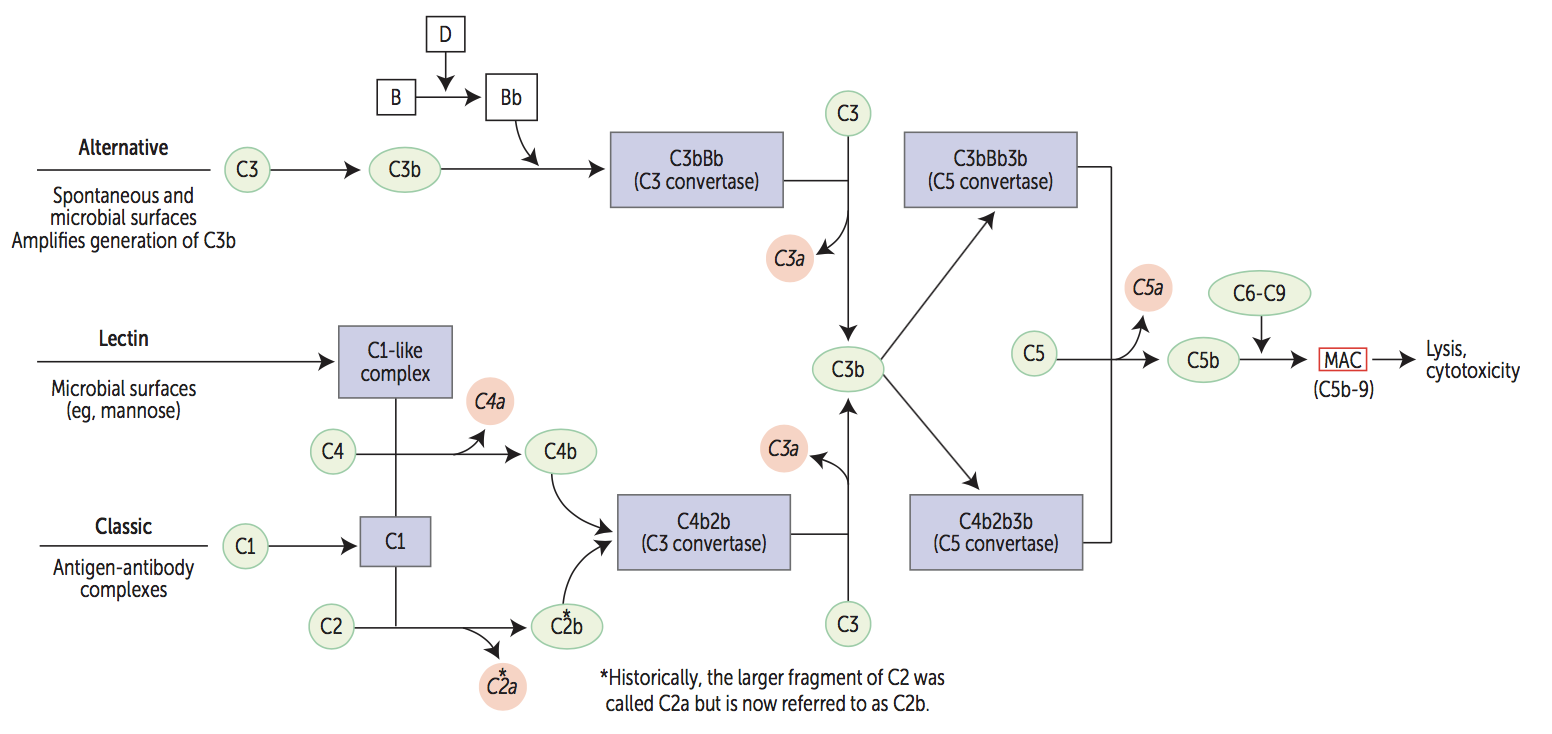 D
B
Bb
C3
Alternative
C3
C3b
C3bBb
(C3 convertase)
C3bBb3b
(C5 convertase)
Spontaneous and
microbial surfaces
Amplifies generation of C3b
C3a
C5a
C6-C9
Lectin
C1-like
complex
C3b
C5
C5b
MAC
(C5b-9)
Lysis,
cytotoxicity
Microbial surfaces
(eg, mannose)
C4a
C4
C4b
C3a
Classic
C1
C1
C4b2b
(C3 convertase)
C4b2b3b
(C5 convertase)
Antigen-antibody
complexes
C2
*
C2b
C3
*
C2a
*Historically, the larger fragment of C2 was
called C2a but is now referred to as C2b.